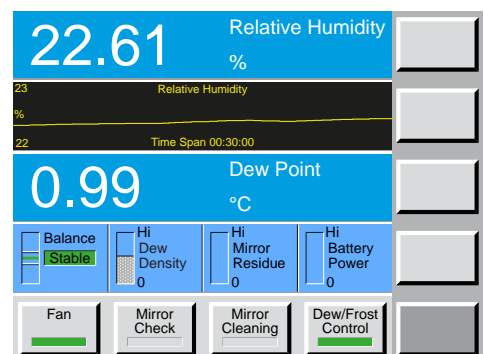 22.61 Relative Humidity
%
23 Relative Humidity
%
22 Time Span 00:30:00
0.99 Dew Point
°C
Balance
Stable
Hi
Dew
Density
0
Hi
Mirror
Residue
0
Hi
Battery
Power
0
Fan
Mirror
Check
Mirror
Cleaning
Dew/Frost
Control